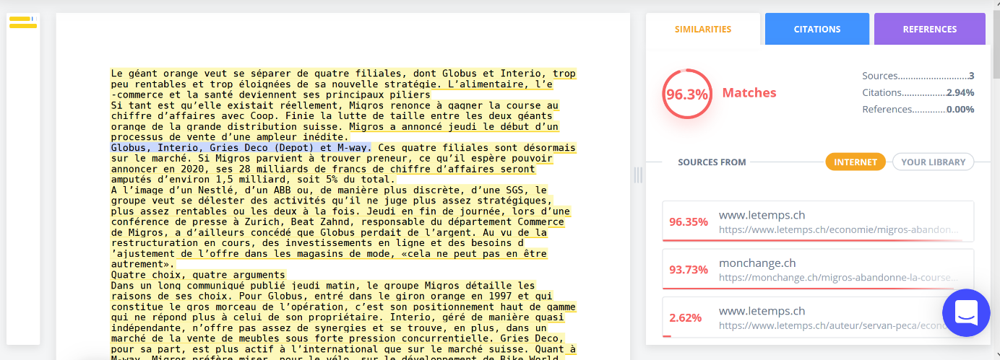 Le géant orange veut se séparer de quatre filiales, dont Globus et Interio, trop
peu rentables et trop éloignées de sa nouvelle stratégie. L’alimentaire, l’e
-commerce et la santé deviennent ses principaux piliers
Si tant est qu’elle existait réellement, Migros renonce à gagner la course au
chiffre d’affaires avec Coop. Finie la lutte de taille entre les deux géants
orange de la grande distribution suisse. Migros a annoncé jeudi le début d’un
processus de vente d’une ampleur inédite.
Globus, Interio, Gries Deco (Depot) et M-way. Ces quatre filiales sont désormais
sur le marché. Si Migros parvient à trouver preneur, ce qu’il espère pouvoir
annoncer en 2020, ses 28 milliards de francs de chiffre d’affaires seront
amputés d’environ 1,5 milliard, soit 5% du total.
A l’image d’un Nestlé, d’un ABB ou, de manière plus discrète, d’une SGS, le
groupe veut se délester des activités qu’il ne juge plus assez stratégiques,
plus assez rentables ou les deux à la fois. Jeudi en fin de journée, lors d’une
conférence de presse à Zurich, Beat Zahnd, responsable du département Commerce
de Migros, a d’ailleurs concédé que Globus perdait de l’argent. Au vu de la
restructuration en cours, des investissements en ligne et des besoins d
’ajustement de l’offre dans les magasins de mode, «cela ne peut pas en être
autrement».
Quatre choix, quatre arguments
Dans un long communiqué publié jeudi matin, le groupe Migros détaille les
raisons de ses choix. Pour Globus, entré dans le giron orange en 1997 et qui
constitue le gros morceau de l’opération, c’est son positionnement haut de gamme
qui ne répond plus à celui de son propriétaire. Interio, géré de manière quasi
indépendante, n’offre pas assez de synergies et se trouve, en plus, dans un
marché de la vente de meubles sous forte pression concurrentielle. Gries Deco,
pour sa part, est plus actif à l’international que sur le marché suisse. Quant à
M-way, Migros préfère miser, pour le vélo, sur le développement de Bike World
SIMILARITIES
CITATIONS
REFERENCES
96.3%
Matches
Sources..............................3
Citations..................2.94%
References.............0.00%
SOURCES FROM
INTERNET
YOUR LIBRARY
96.35%
www.letemps.ch
https://www.letemps.ch/economie/migros-abandon...
93.73%
monchange.ch
https://monchange.ch/migros-abandonne-la-course...
2.62%
www.letemps.ch
https://www.letemps.ch/auteur/servan-peca/econo